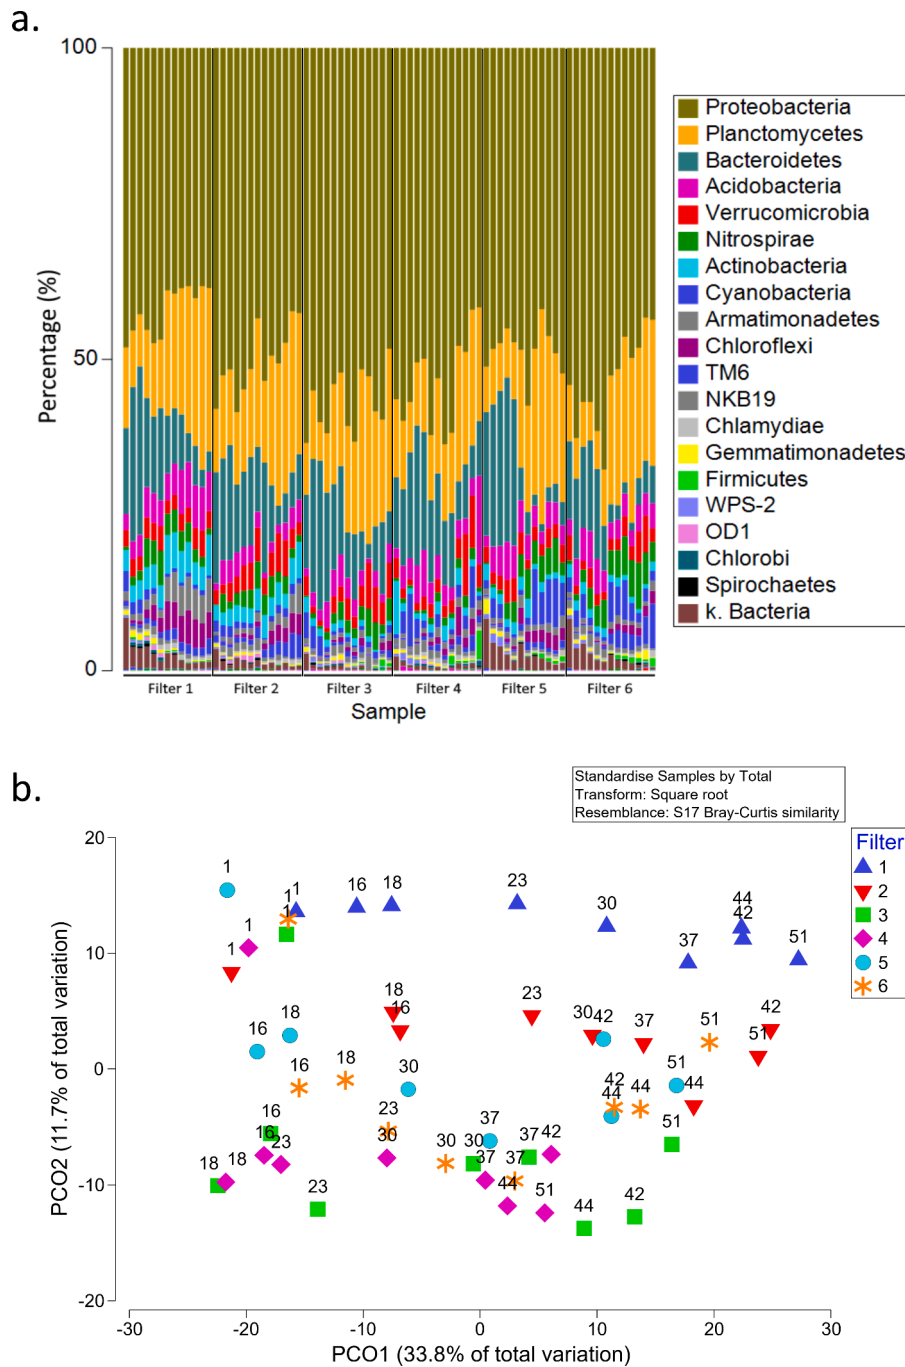 a.
100
50
0
Percentage (%)
Filter 1 Filter 2 Filter 3 Filter 4 Filter 5 Filter 6
Sample
Proteobacteria
Planctomycetes
Bacteroidetes
Acidobacteria
Verrucomicrobia
Nitrospirae
Actinobacteria
Cyanobacteria
Armatimonadetes
Chloroflexi
TM6
NKB19
Chlamydiae
Gemmatimonadetes
Firmicutes
WPS-2
OD1
Chlorobi
Spirochaetes
k. Bacteria
b.
Standardise Samples by Total
Transform: Square root
Resemblance: S17 Bray-Curtis similarity
Filter
1
2
3
4
5
6
20
10
0
-10
-20
PCO2 (11.7% of total variation)
1 1 1 16 18 23 30 44
1 1 42 37 51
1 18 16 23 30 42 37 51 42 51
16 18 16 18 30 42 44 44 51 44
16 16 23 23 30 37 30 37 42 51
18 18 23 30 37 37 44 51 44 42
-30 -20 -10 0 10 20 30
PCO1 (33.8% of total variation)